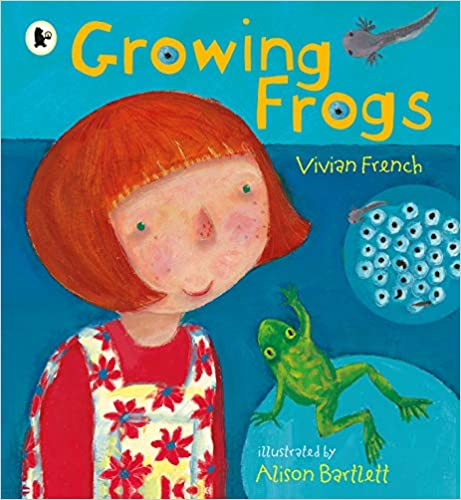 Growing
Frogs
Vivian French
illustrated by
Alison Bartlett